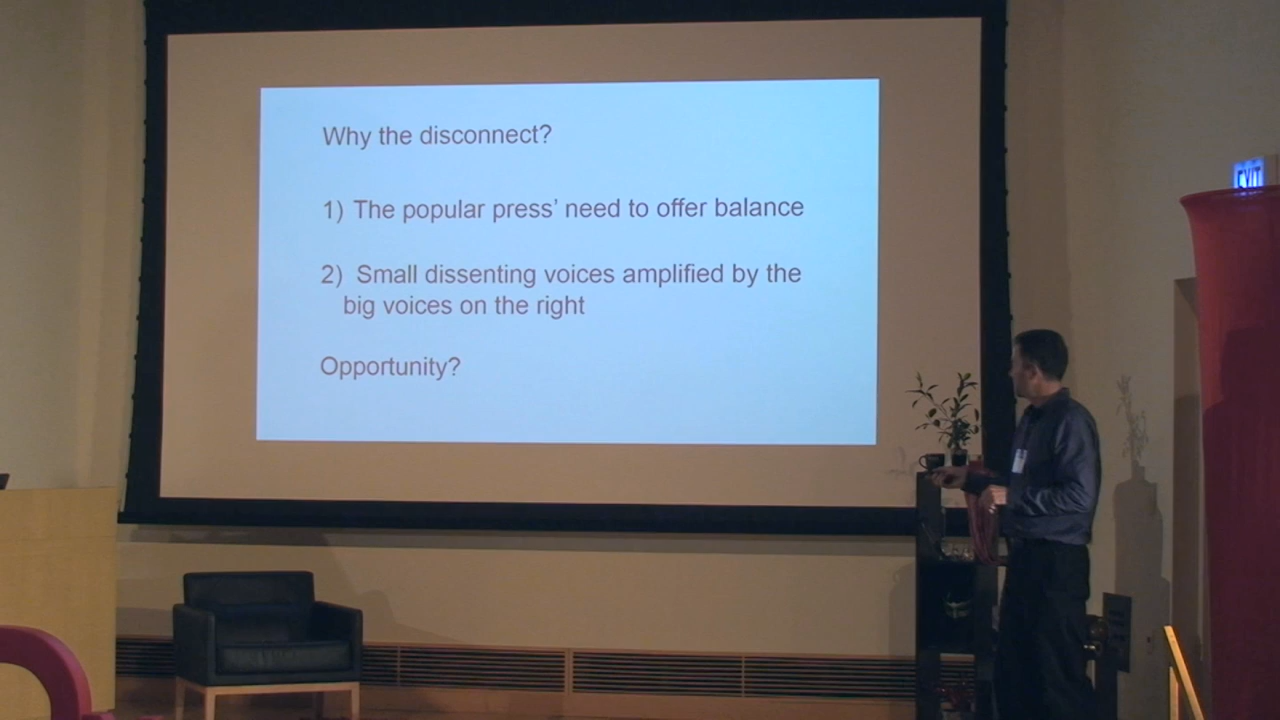 Why the disconnect?
1) The popular press' need to offer balance
2) Small dissenting voices amplified by the
big voices on the right
Opportunity?
EXIT